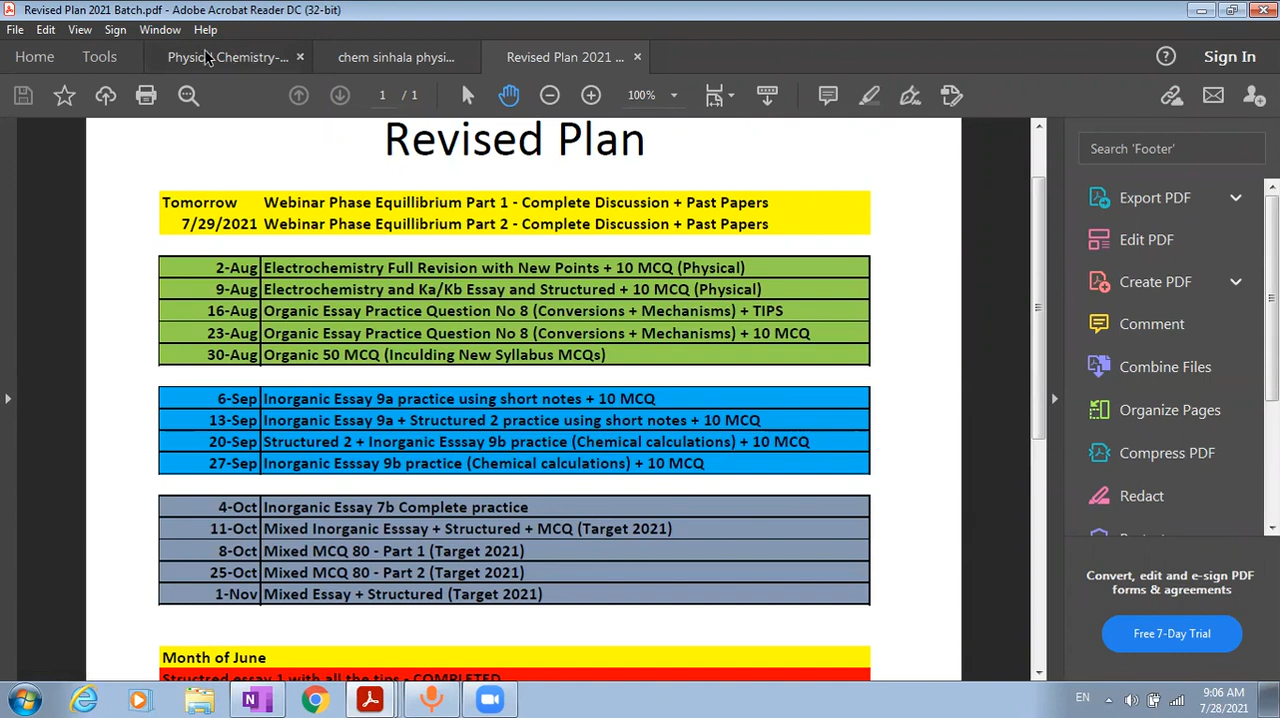 Revised Plan 2021 Batch.pdf - Adobe Acrobat Reader DC (32-bit)
File Edit View Sign Window Help
Home Tools Chemistry-... chem sinhala physi... Revised Plan 2021 ... Sign In
1 / 1 100%
Revised Plan
Search 'Footer'
Tomorrow Webinar Phase Equillibrium Part 1 - Complete Discussion + Past Papers
7/29/2021 Webinar Phase Equillibrium Part 2 - Complete Discussion + Past Papers
2-Aug Electrochemistry Full Revision with New Points + 10 MCQ (Physical)
9-Aug Electrochemistry and Ka/Kb Essay and Structured + 10 MCQ (Physical)
16-Aug Organic Essay Practice Question No 8 (Conversions + Mechanisms) + TIPS
23-Aug Organic Essay Practice Question No 8 (Conversions + Mechanisms) + 10 MCQ
30-Aug Organic 50 MCQ (Inculding New Syllabus MCQs)
6-Sep Inorganic Essay 9a practice using short notes + 10 MCQ
13-Sep Inorganic Essay 9a + Structured 2 practice using short notes + 10 MCQ
20-Sep Structured 2 + Inorganic Esssay 9b practice (Chemical calculations) + 10 MCQ
27-Sep Inorganic Esssay 9b practice (Chemical calculations) + 10 MCQ
4-Oct Inorganic Essay 7b Complete practice
11-Oct Mixed Inorganic Esssay + Structured + MCQ (Target 2021)
8-Oct Mixed MCQ 80 - Part 1 (Target 2021)
25-Oct Mixed MCQ 80 - Part 2 (Target 2021)
1-Nov Mixed Essay + Structured (Target 2021)
Month of June
Structred essay 1 with all the tips - COMPLETED
Export PDF
Edit PDF
Create PDF
Comment
Combine Files
Organize Pages
Compress PDF
Redact
Convert, edit and e-sign PDF
forms & agreements
Free 7-Day Trial
EN
9:06 AM
7/28/2021